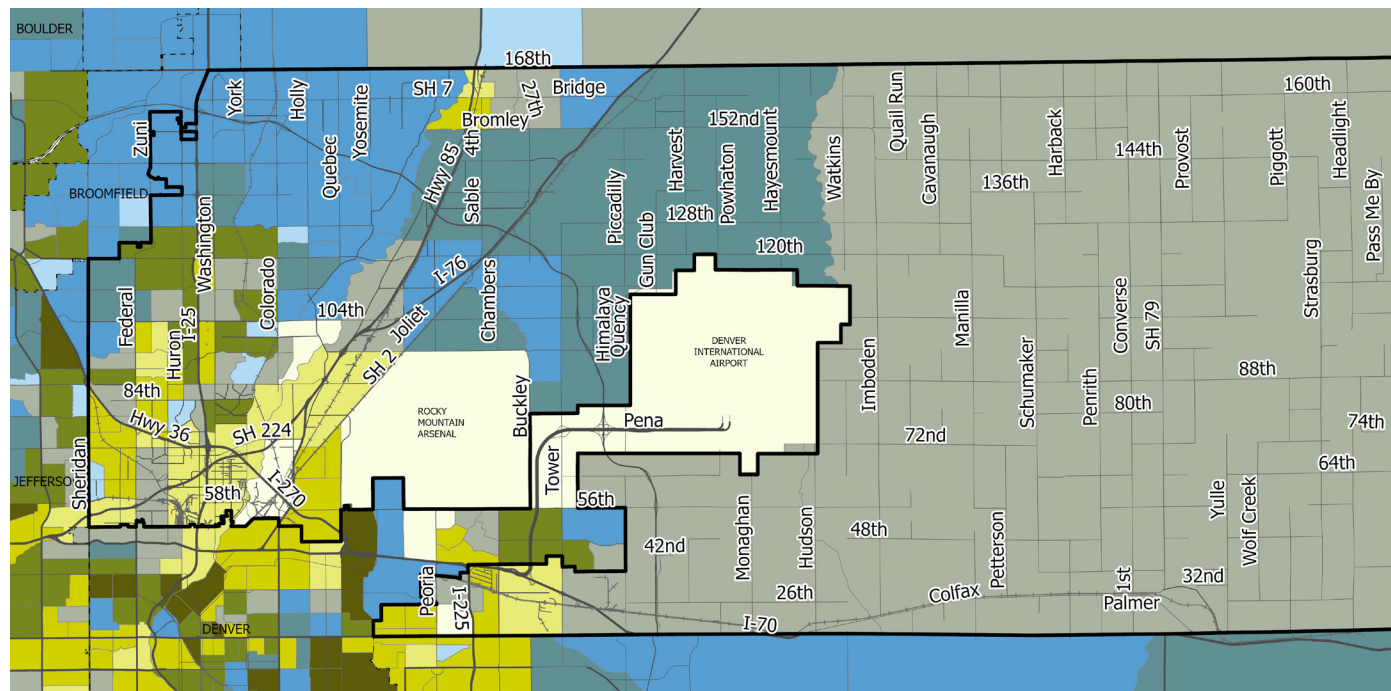 BOULDER
168th
York
Holly
Yosemite
SH 7
27th
Bridge
Quail Run
160th
Bromley
4th
152nd
Zuni
Quebec
Hwy 85
Sable
Harvest
Powhaton
Hayesmount
Watkins
Cavanaugh
Harback
144th
Provost
Piggott
Headlight
136th
BROOMFIELD
Washington
Piccadilly
128th
Pass Me By
Gun Club
120th
Strasburg
I-76
Colorado
Chambers
Federal
I-25
104th
Joliet
Himalaya
Quency
Manilla
Converse
SH 79
Huron
SH 2
DENVER
INTERNATIONAL
AIRPORT
Imboden
Schumaker
Penrith
88th
84th
Buckley
80th
Hwy 36
ROCKY
MOUNTAIN
ARSENAL
SH 224
Pena
72nd
74th
Sheridan
JEFFERSO
64th
I-270
Tower
58th
56th
Yulle
Wolf Creek
Monaghan
Hudson
48th
Petterson
42nd
Peoria
I-225
26th
Colfax
1st
32nd
Palmer
DENVER
I-70